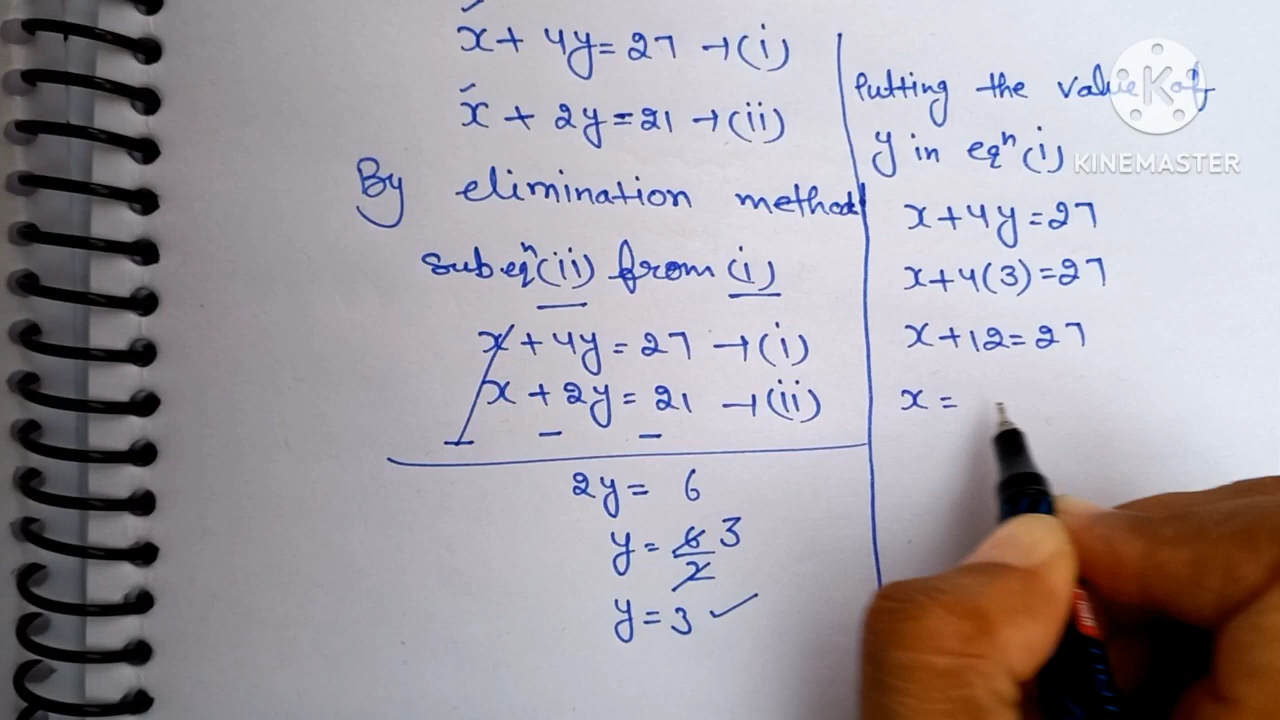 x + 4y = 27 → (i)
x + 2y = 21 → (ii)
By elimination method
sub eqⁿ (ii) from (i)
x + 4y = 27 → (i)
x + 2y = 21 → (ii)
− − −
2y = 6
y = 6/2 3
y = 3 ✓
Putting the value of
y in eqⁿ (i)
x + 4y = 27
x + 4(3) = 27
x + 12 = 27
x =
K
KINEMASTER